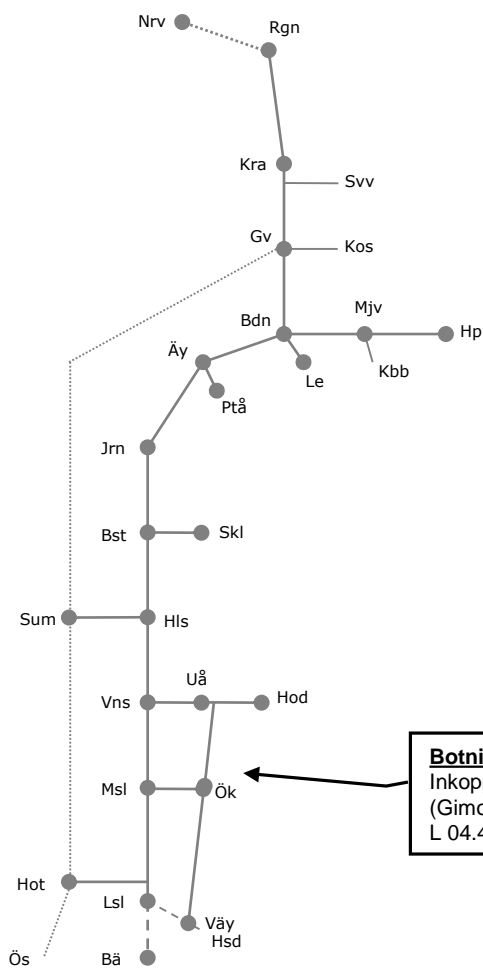 Nrv
Rgn
Kra
Svv
Gv
Kos
Mjv
Bdn
Hp
Äy
Kbb
Le
Ptå
Jrn
Bst
Skl
Sum
Hls
Uå
Vns
Hod
Botni
Inkop
(Gimo
L 04.4
Msl
Ök
Hot
Lsl
Väy
Hsd
Ös
Bä